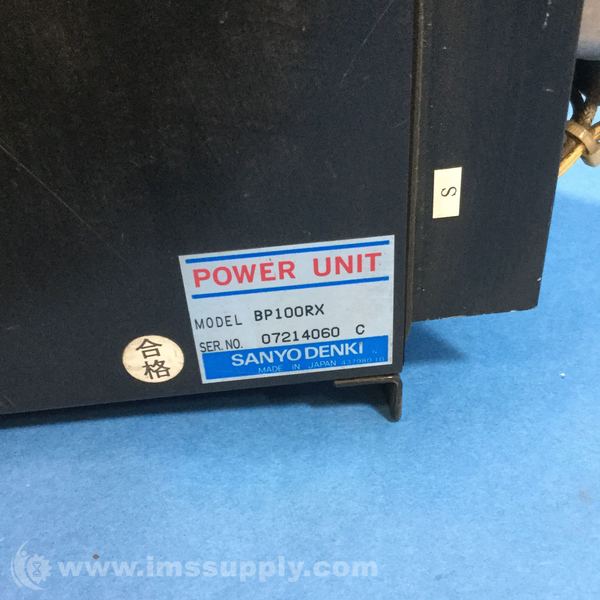 S
POWER UNIT
MODEL BP100RX
SER.NO. 07214060 C
SANYO DENKI
MADE IN JAPAN
合格
www.imssupply.com